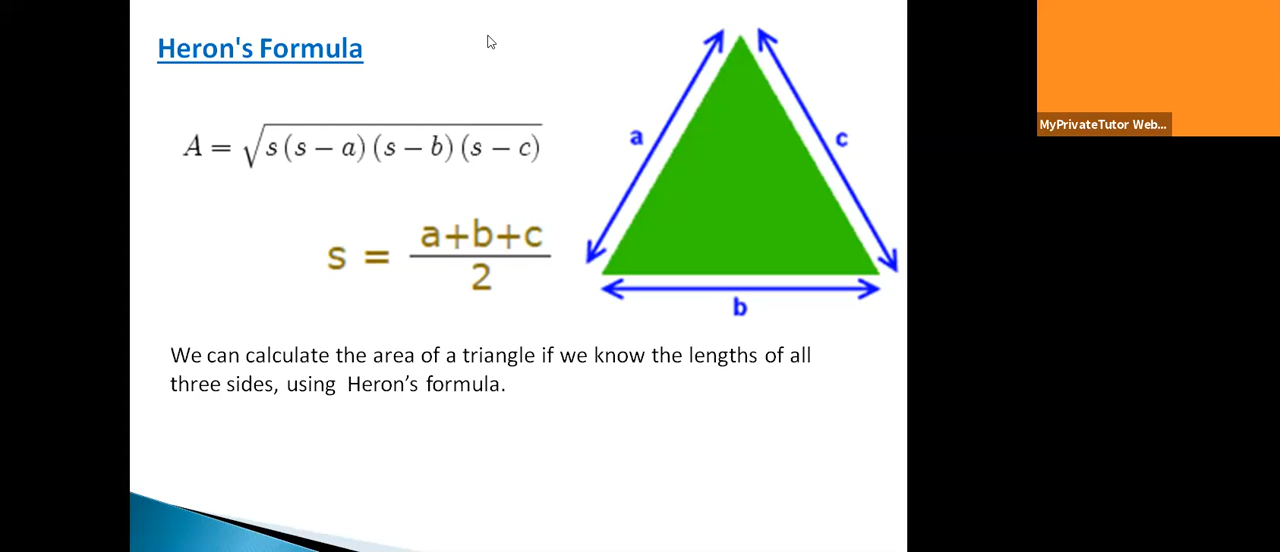 Heron's Formula
A = √s(s − a)(s − b)(s − c)
s = a+b+c
2
a
c
b
We can calculate the area of a triangle if we know the lengths of all
three sides, using Heron’s formula.
MyPrivateTutor Web...